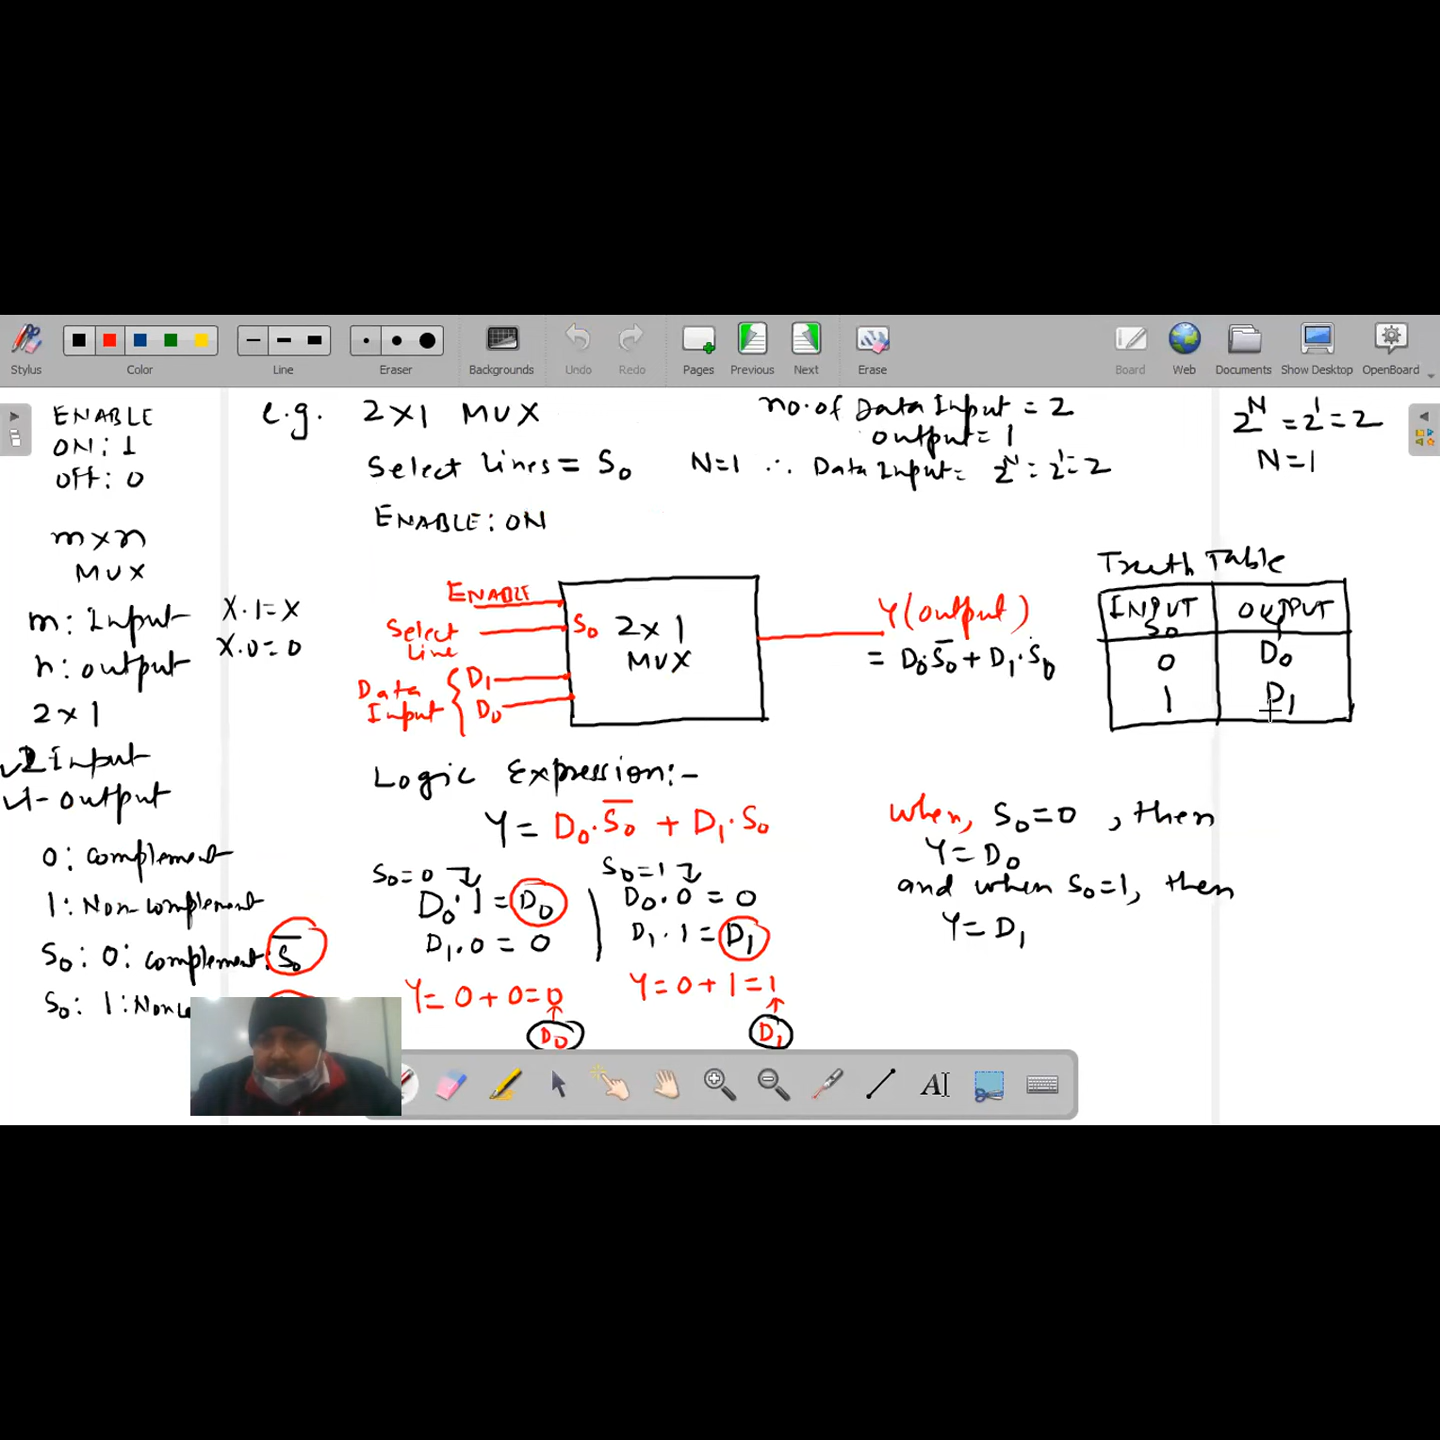 Stylus
Color
Line
Eraser
Backgrounds
Undo
Redo
Pages
Previous
Next
Erase
Board
Web
Documents
Show Desktop
OpenBoard
ENABLE
ON: 1
OFF: 0
m x n
MUX
m: Input
n: output
2 x 1
Input
1- output
0: complement
1: Non-complement
S0: 0: complement: S̅0
S0: 1: Non
X·1=X
X·0=0
e.g. 2X1 MUX
no. of Data Input = 2
output = 1
Select lines = S0 N=1 ∴ Data Input = 2^N = 2^1 = 2
2^N = 2^1 = 2
N=1
ENABLE: ON
ENABLE
Select Line
S0
Data Input { D1
D0
2 x 1
MUX
Y (output)
= D0·S̅0 + D1·S0
Truth Table
INPUT OUTPUT
S0 Y
0 D0
1 D1
Logic Expression:-
Y = D0·S̅0 + D1·S0
S0=0
D0·1 = D0
D1·0 = 0
Y= 0+0=0
D0
S0=1
D0·0 = 0
D1·1 = D1
Y=0+1=1
D1
when, S0=0, then
Y= D0
and when S0=1, then
Y= D1
AI